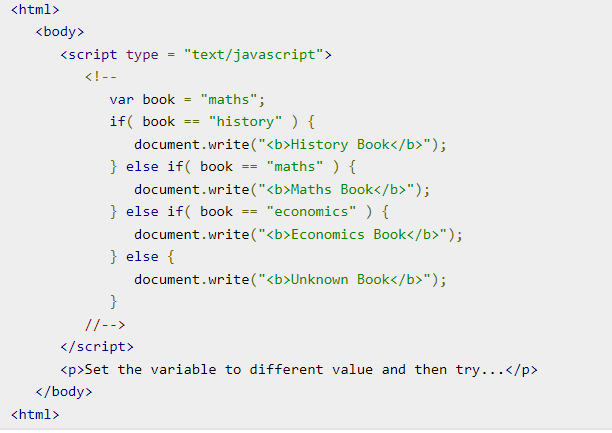 <html>
<body>
<script type = "text/javascript">
<!--
var book = "maths";
if( book == "history" ) {
document.write("<b>History Book</b>");
} else if( book == "maths" ) {
document.write("<b>Maths Book</b>");
} else if( book == "economics" ) {
document.write("<b>Economics Book</b>");
} else {
document.write("<b>Unknown Book</b>");
}
//-->
</script>
<p>Set the variable to different value and then try...</p>
</body>
<html>